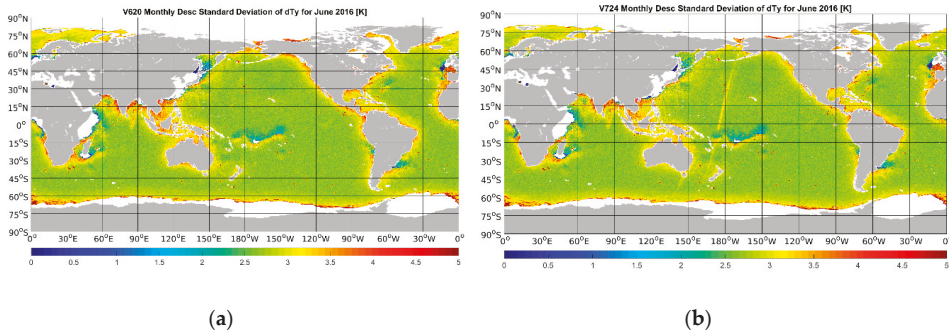 V620 Monthly Desc Standard Deviation of dTy for June 2016 [K]
90°N
75°N
60°N
45°N
30°N
15°N
0°
15°S
30°S
45°S
60°S
75°S
90°S
0° 30°E 60°E 90°E 120°E 150°E 180°W 150°W 120°W 90°W 60°W 30°W 0°
0 0.5 1 1.5 2 2.5 3 3.5 4 4.5 5
(a)
V724 Monthly Desc Standard Deviation of dTy for June 2016 [K]
90°N
75°N
60°N
45°N
30°N
15°N
0°
15°S
30°S
45°S
60°S
75°S
90°S
0° 30°E 60°E 90°E 120°E 150°E 180°W 150°W 120°W 90°W 60°W 30°W 0°
0 0.5 1 1.5 2 2.5 3 3.5 4 4.5 5
(b)